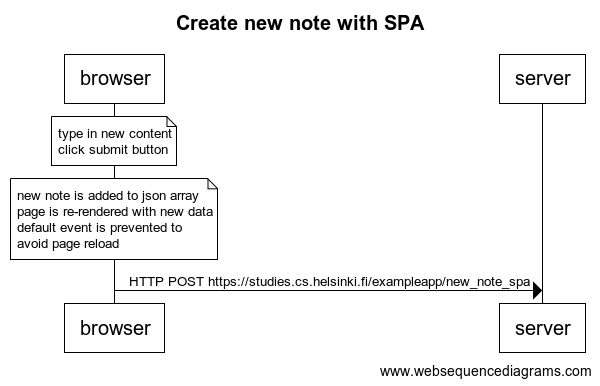 Create new note with SPA
browser
server
type in new content
click submit button
new note is added to json array
page is re-rendered with new data
default event is prevented to
avoid page reload
HTTP POST https://studies.cs.helsinki.fi/exampleapp/new_note_spa
browser
server
www.websequencediagrams.com